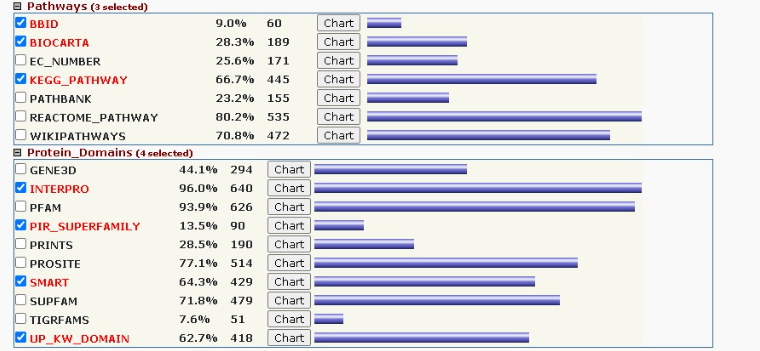 Pathways (3 selected)
BBID 9.0% 60 Chart
BIOCARTA 28.3% 189 Chart
EC_NUMBER 25.6% 171 Chart
KEGG_PATHWAY 66.7% 445 Chart
PATHBANK 23.2% 155 Chart
REACTOME_PATHWAY 80.2% 535 Chart
WIKIPATHWAYS 70.8% 472 Chart
Protein_Domains (4 selected)
GENE3D 44.1% 294 Chart
INTERPRO 96.0% 640 Chart
PFAM 93.9% 626 Chart
PIR_SUPERFAMILY 13.5% 90 Chart
PRINTS 28.5% 190 Chart
PROSITE 77.1% 514 Chart
SMART 64.3% 429 Chart
SUPFAM 71.8% 479 Chart
TIGRFAMS 7.6% 51 Chart
UP_KW_DOMAIN 62.7% 418 Chart